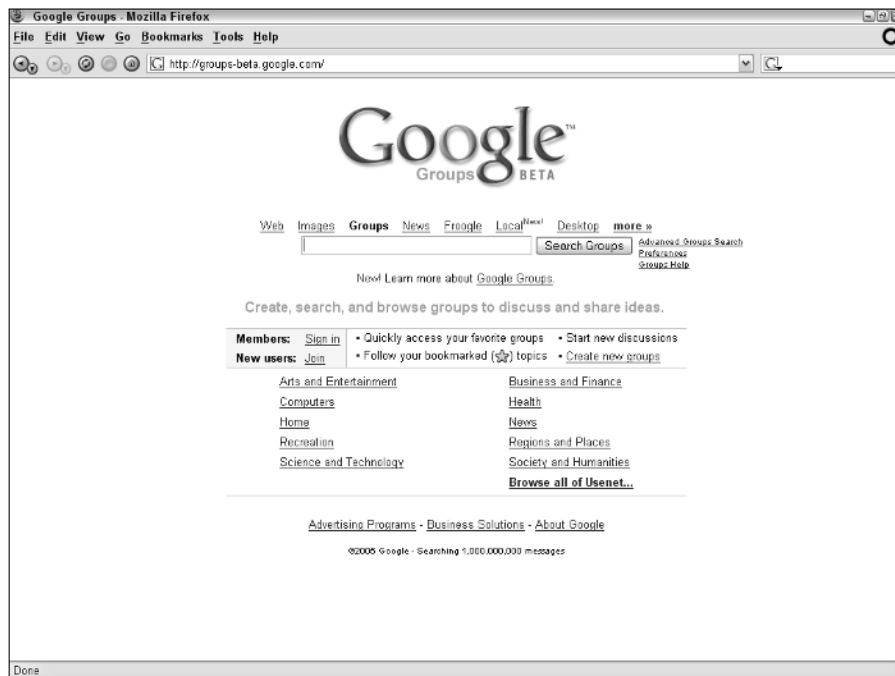 Google Groups - Mozilla Firefox
File Edit View Go Bookmarks Tools Help
http://groups-beta.google.com/
Google™
Groups BETA
Web Images Groups News Froogle Local New! Desktop more »
Search Groups
Advanced Groups Search
Preferences
Groups Help
New! Learn more about Google Groups.
Create, search, and browse groups to discuss and share ideas.
Members: Sign in • Quickly access your favorite groups • Start new discussions
New users: Join • Follow your bookmarked (☆) topics • Create new groups
Arts and Entertainment Business and Finance
Computers Health
Home News
Recreation Regions and Places
Science and Technology Society and Humanities
Browse all of Usenet...
Advertising Programs - Business Solutions - About Google
©2005 Google - Searching 1,000,000,000 messages
Done